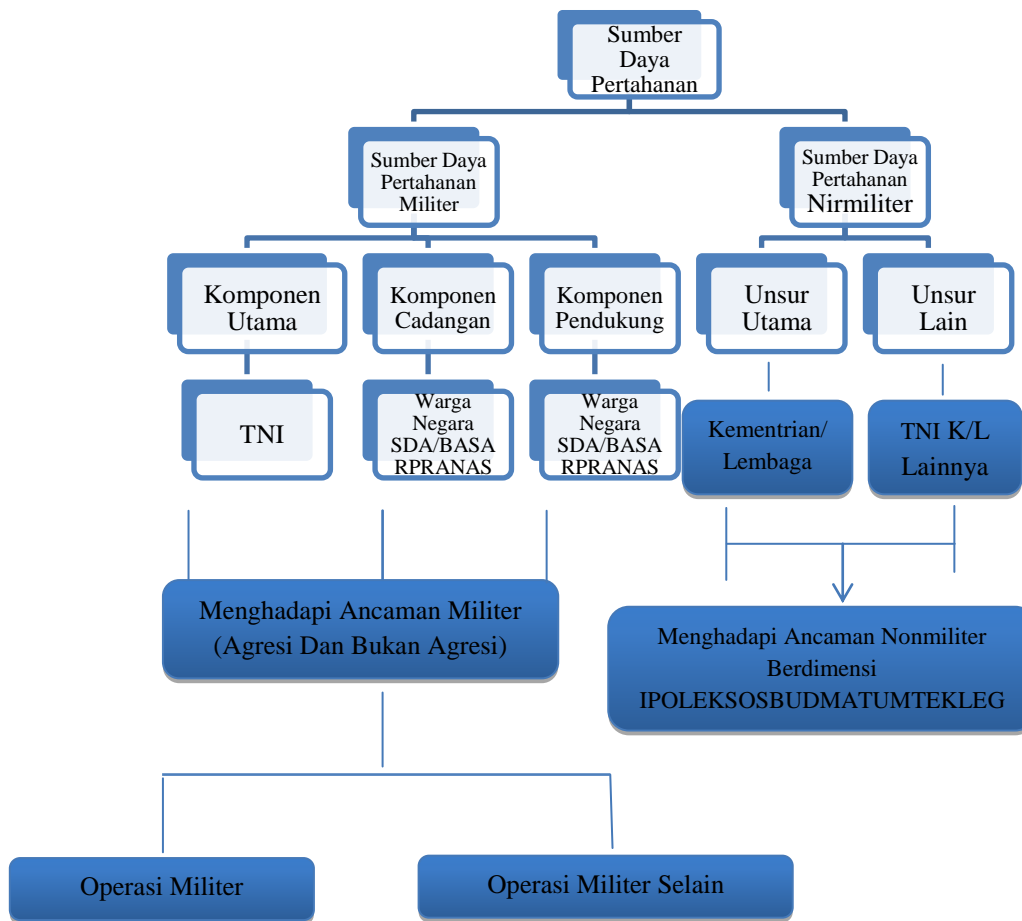 Sumber
Daya
Pertahanan
Sumber Daya
Pertahanan
Militer
Sumber Daya
Pertahanan
Nirmiliter
Komponen
Utama
Komponen
Cadangan
Komponen
Pendukung
Unsur
Utama
Unsur
Lain
TNI
Warga
Negara
SDA/BASA
RPRANAS
Warga
Negara
SDA/BASA
RPRANAS
Kementrian/
Lembaga
TNI K/L
Lainnya
Menghadapi Ancaman Militer
(Agresi Dan Bukan Agresi)
Menghadapi Ancaman Nonmiliter
Berdimensi
IPOLEKSOSBUDMATUMTEKLEG
Operasi Militer
Operasi Militer Selain